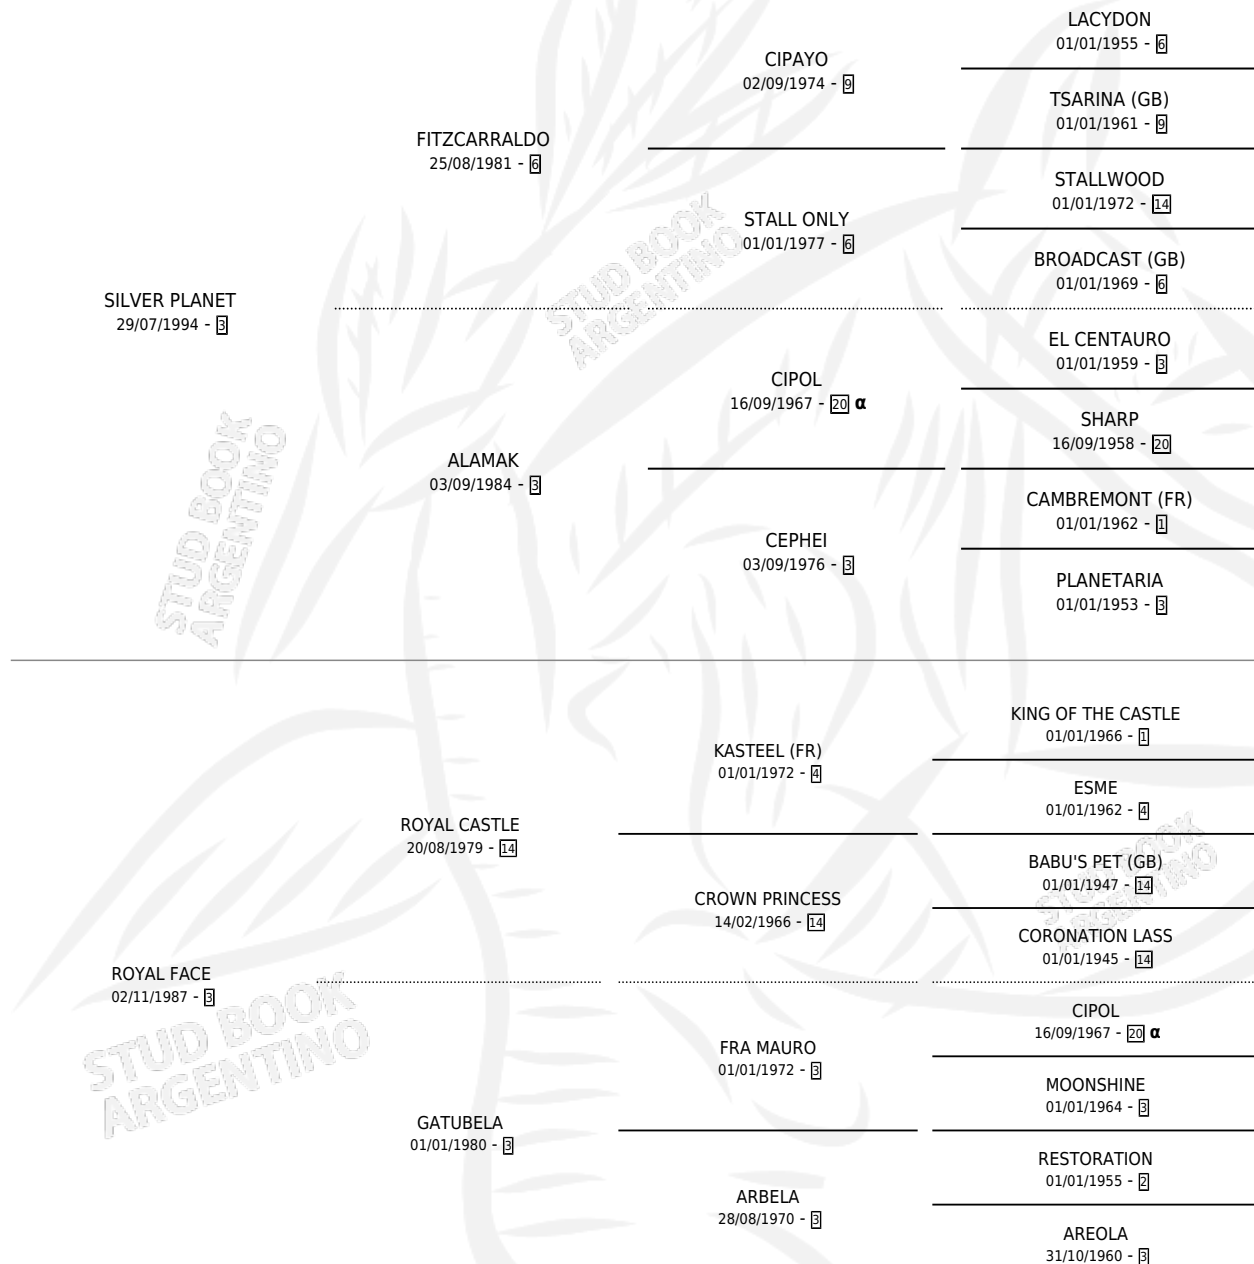 LACYDON
01/01/1955 - 6
CIPAYO
02/09/1974 - 9
TSARINA (GB)
01/01/1961 - 9
FITZCARRALDO
25/08/1981 - 6
STALLWOOD
01/01/1972 - 14
STALL ONLY
01/01/1977 - 6
BROADCAST (GB)
01/01/1969 - 6
SILVER PLANET
29/07/1994 - 3
EL CENTAURO
01/01/1959 - 3
CIPOL
16/09/1967 - 20 α
SHARP
16/09/1958 - 20
ALAMAK
03/09/1984 - 3
CAMBREMONT (FR)
01/01/1962 - 1
CEPHEI
03/09/1976 - 3
PLANETARIA
01/01/1953 - 3
KING OF THE CASTLE
01/01/1966 - 1
KASTEEL (FR)
01/01/1972 - 4
ESME
01/01/1962 - 4
ROYAL CASTLE
20/08/1979 - 14
BABU'S PET (GB)
01/01/1947 - 14
CROWN PRINCESS
14/02/1966 - 14
CORONATION LASS
01/01/1945 - 14
ROYAL FACE
02/11/1987 - 3
CIPOL
16/09/1967 - 20 α
FRA MAURO
01/01/1972 - 3
MOONSHINE
01/01/1964 - 3
GATUBELA
01/01/1980 - 3
RESTORATION
01/01/1955 - 2
ARBELA
28/08/1970 - 3
AREOLA
31/10/1960 - 3
STUD BOOK
ARGENTINO
STUD BOOK
ARGENTINO
STUD BOOK
ARGENTINO
STUD BOOK
ARGENTINO